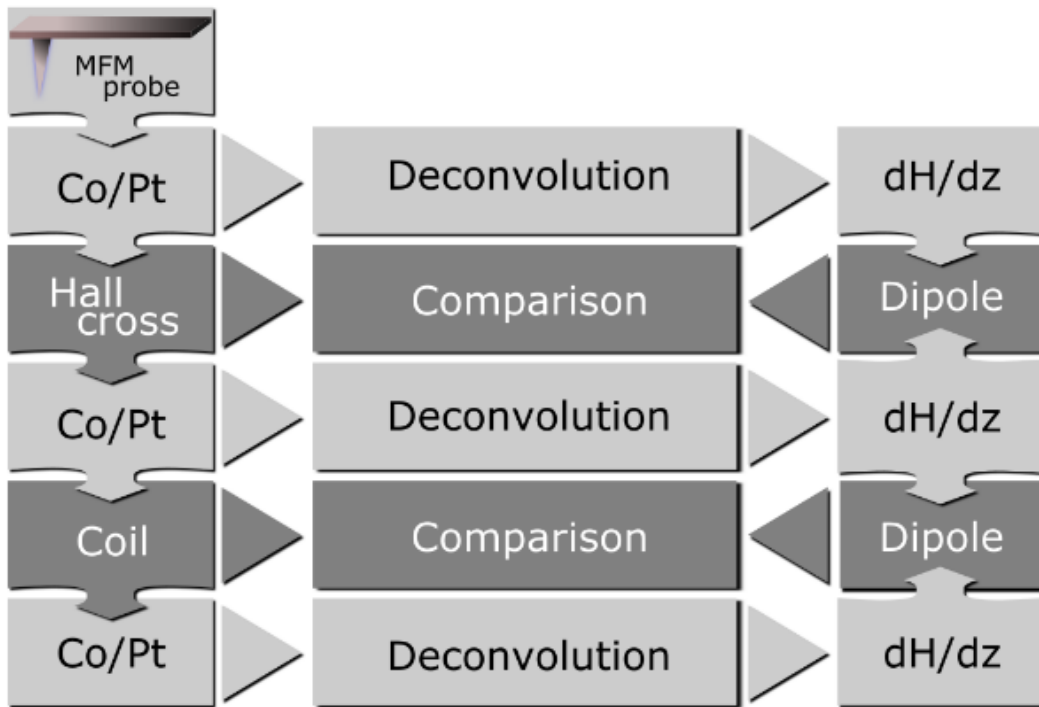 MFM
probe
Co/Pt
Deconvolution
dH/dz
Hall
cross
Comparison
Dipole
Co/Pt
Deconvolution
dH/dz
Coil
Comparison
Dipole
Co/Pt
Deconvolution
dH/dz